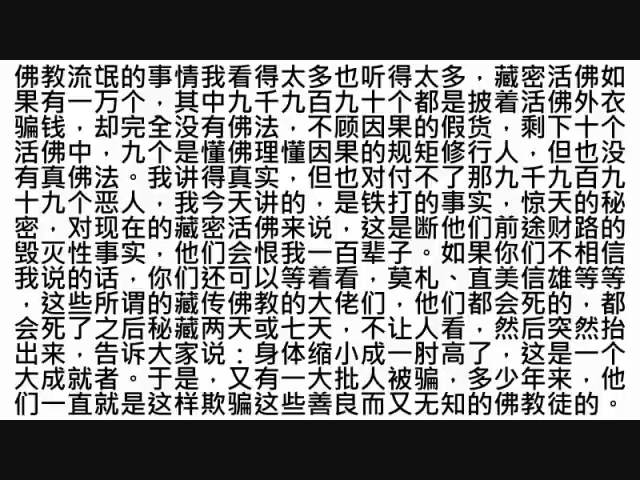 佛教流氓的事情我看得太多也听得太多，藏密活佛如
果有一万个，其中九千九百九十个都是披着活佛外衣
骗钱，却完全没有佛法，不顾因果的假货，剩下十个
活佛中，九个是懂佛理懂因果的规矩修行人，但也没
有真佛法。我讲得真实，但也对付不了那九千九百九
十九个恶人，我今天讲的，是铁打的事实，惊天的秘
密，对现在的藏密活佛来说，这是断他们前途财路的
毁灭性事实，他们会恨我一百辈子。如果你们不相信
我说的话，你们还可以等着看，莫札、直美信雄等等
，这些所谓的藏传佛教的大佬们，他们都会死的，都
会死了之后秘藏两天或七天，不让人看，然后突然抬
出来，告诉大家说：身体缩小成一肘高了，这是一个
大成就者。于是，又有一大批人被骗，多少年来，他
们一直就是这样欺骗这些善良而又无知的佛教徒的。